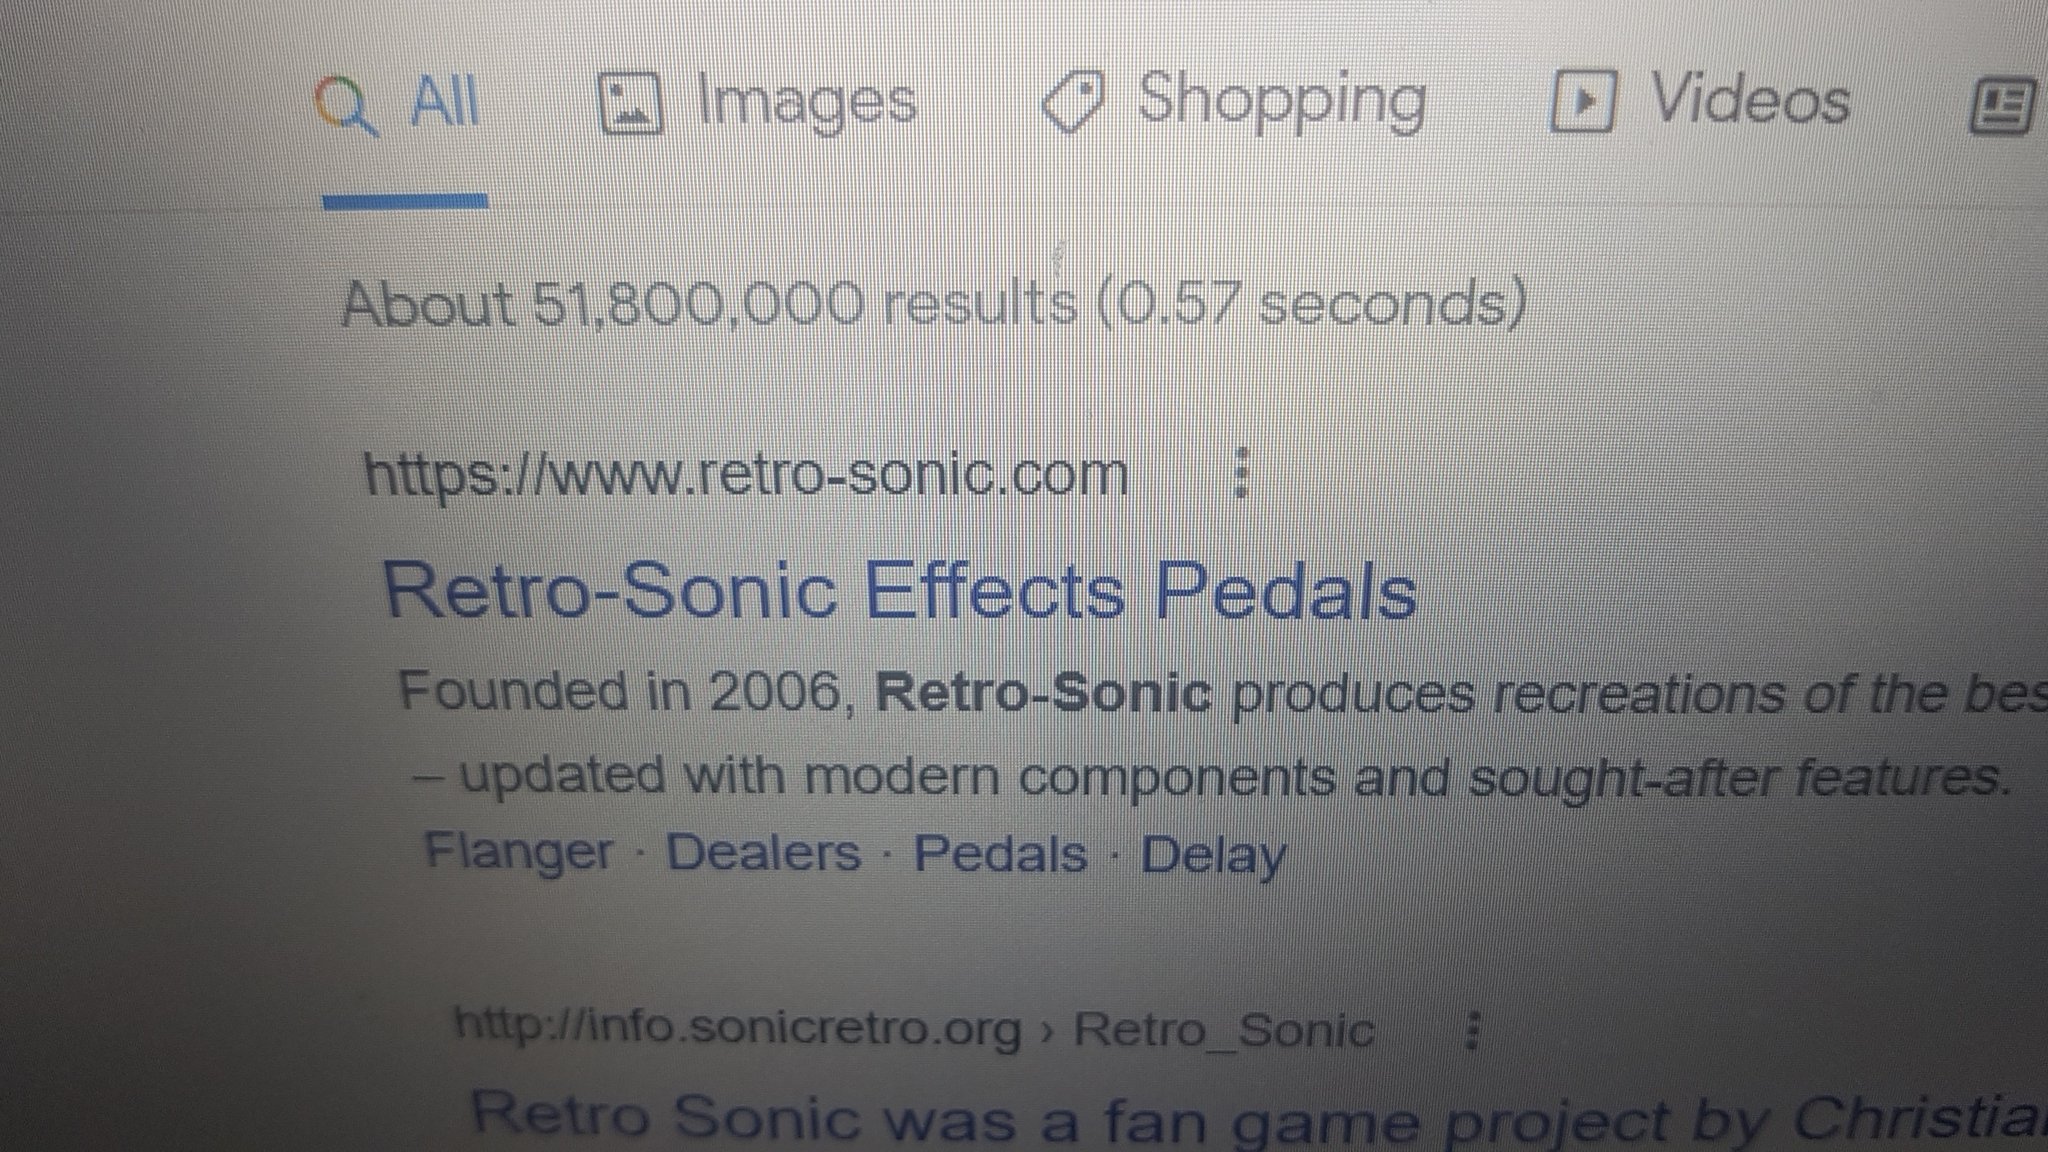 All Images Shopping Videos
About 51,800,000 results (0.57 seconds)
https://www.retro-sonic.com
Retro-Sonic Effects Pedals
Founded in 2006, Retro-Sonic produces recreations of the bes
– updated with modern components and sought-after features.
Flanger · Dealers · Pedals · Delay
http://info.sonicretro.org › Retro_Sonic
Retro Sonic was a fan game project by Christia